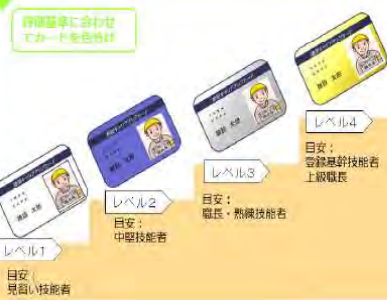 評価基準に合わせ
てカードを色分け
レベル4
目安：
登録基幹技能者
上級職長
レベル3
目安：
職長・熟練技能者
レベル2
目安：
中堅技能者
レベル1
目安：
見習い技能者